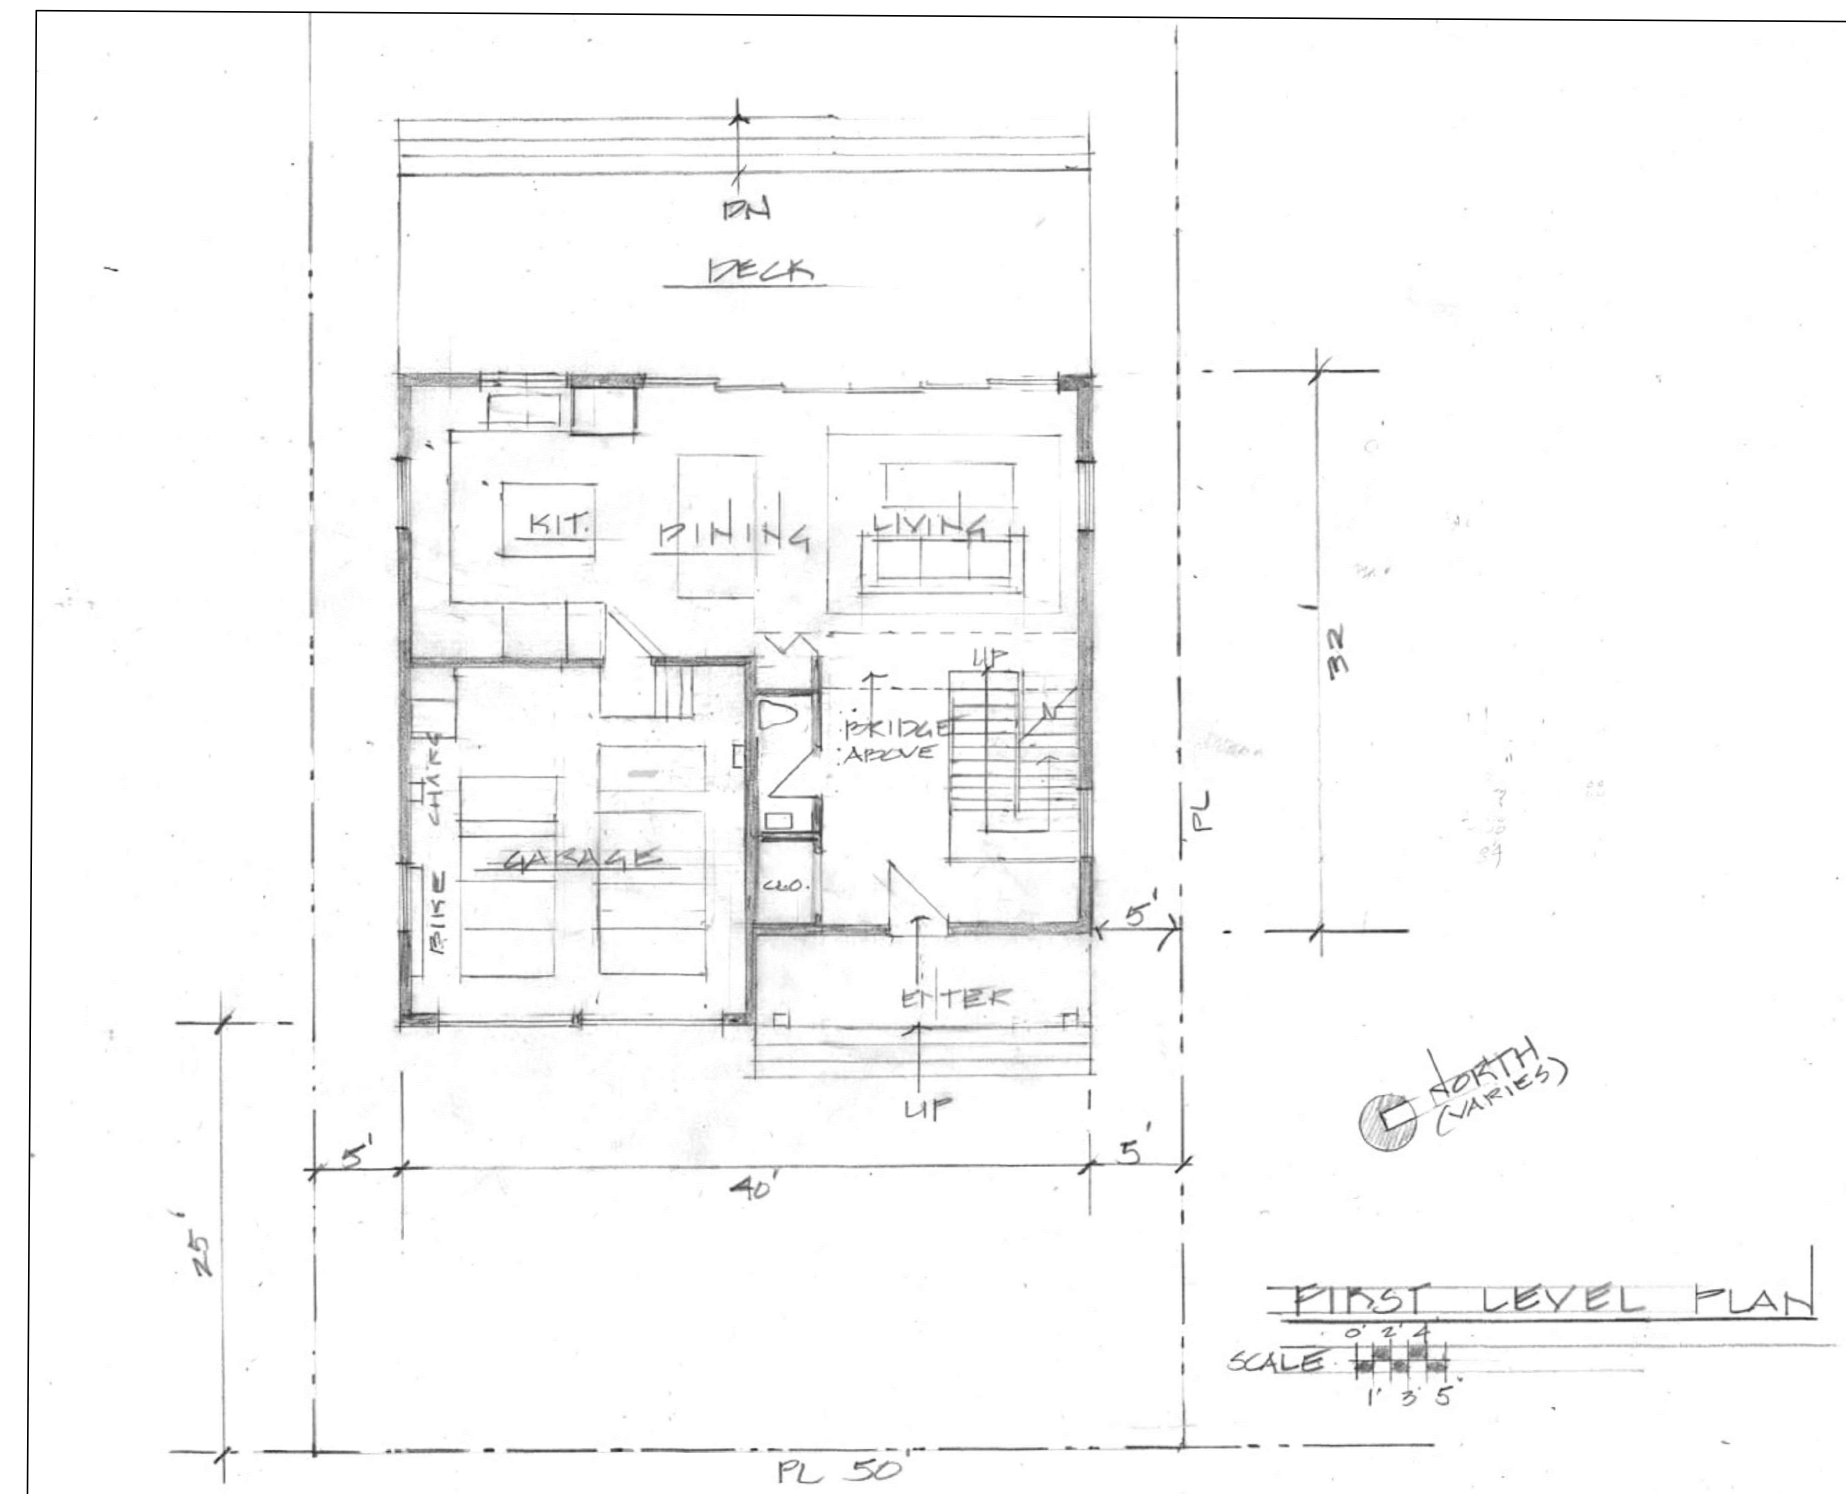 DN
DECK
KIT.
DINING
LIVING
UP
BRIDGE
ABOVE
32'
PL
BIKE CHARG
GARAGE
CLO.
5'
ENTER
UP
NORTH
(VARIES)
5'
40'
5'
25'
FIRST LEVEL PLAN
SCALE
0' 2' 4
1' 3 5'
PL 50'